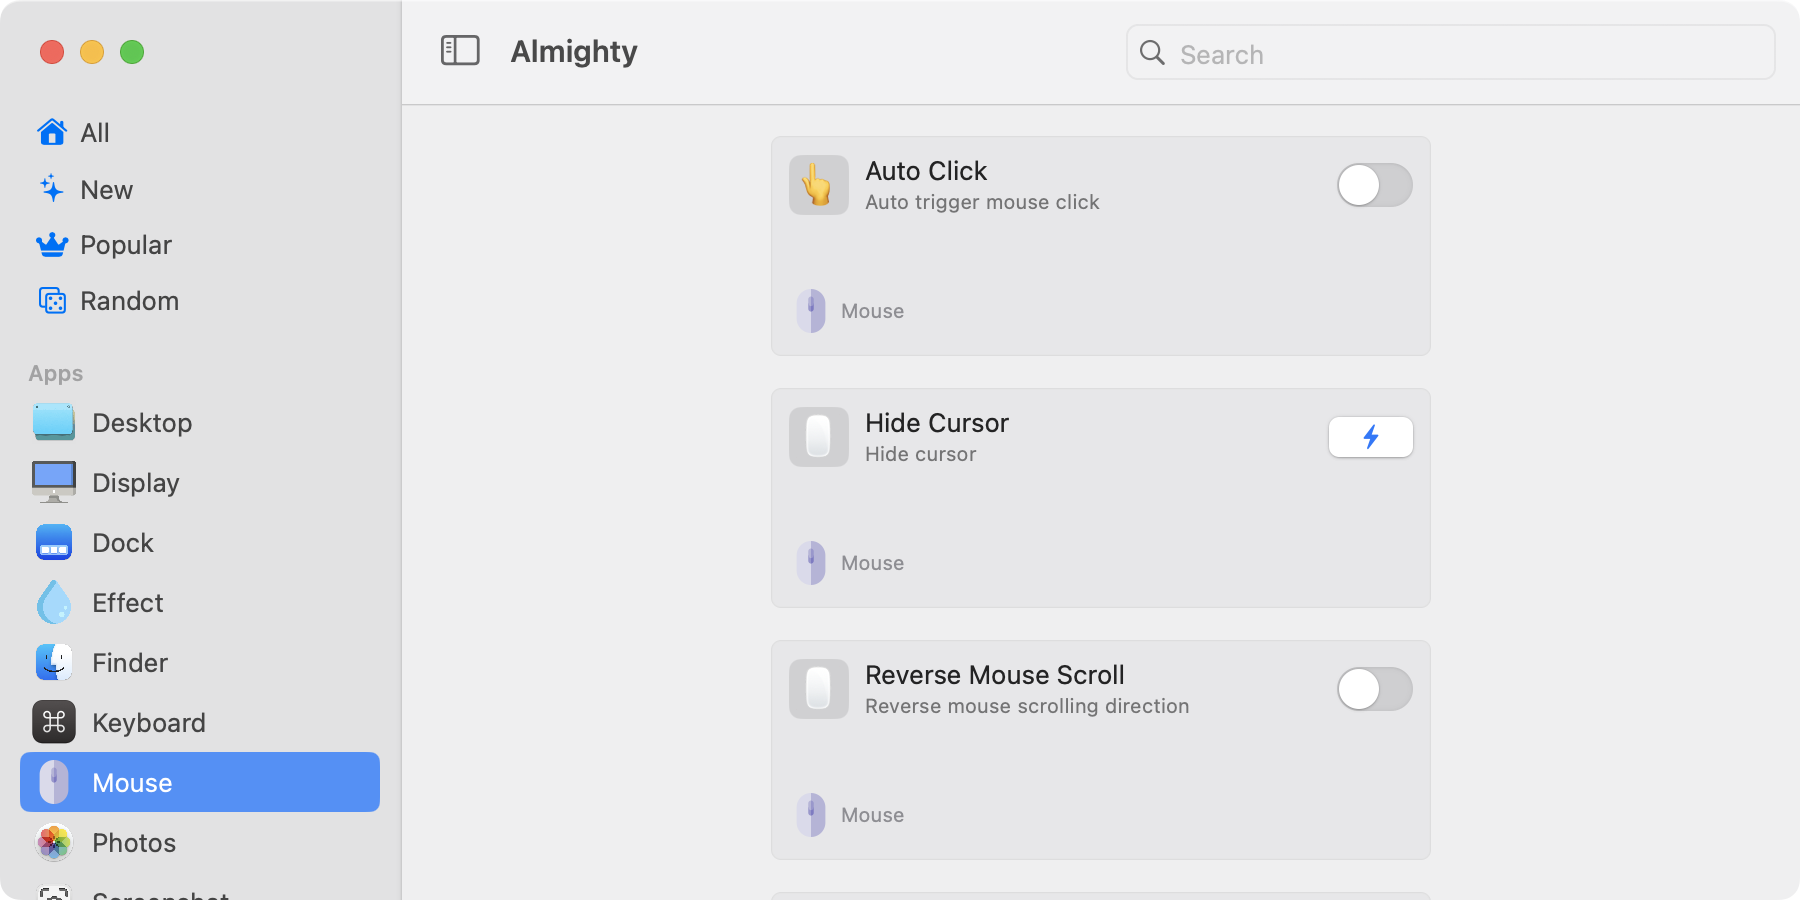 Almighty
Search
All
New
Popular
Random
Apps
Desktop
Display
Dock
Effect
Finder
Keyboard
Mouse
Photos
Screenshot
Auto Click
Auto trigger mouse click
Mouse
Hide Cursor
Hide cursor
Mouse
Reverse Mouse Scroll
Reverse mouse scrolling direction
Mouse